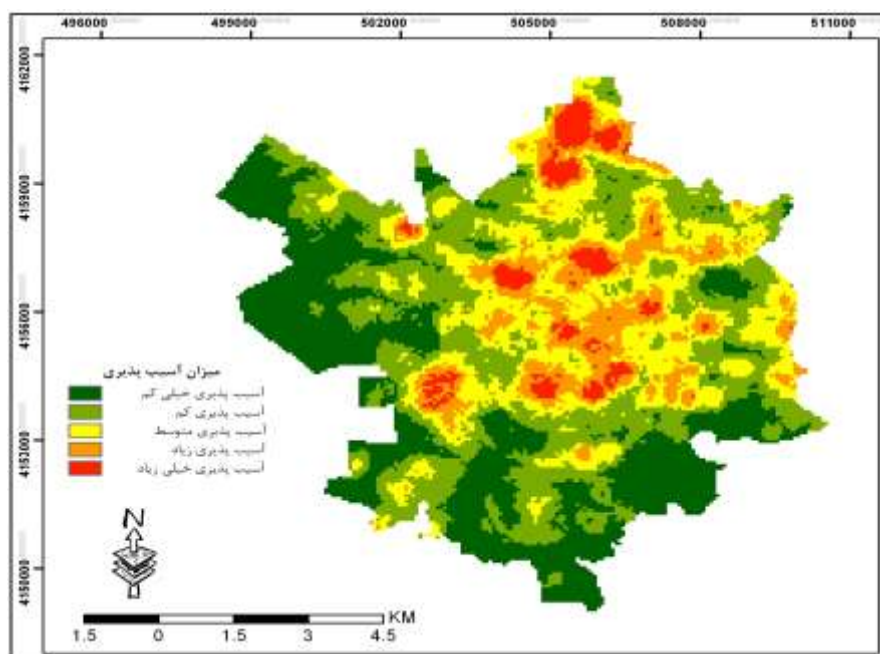 496000 499000 502000 505000 508000 511000
4162000
4159000
4156000
4153000
4150000
میزان آسیب پذیری
آسیب پذیری خیلی کم
آسیب پذیری کم
آسیب پذیری متوسط
آسیب پذیری زیاد
آسیب پذیری خیلی زیاد
N
KM
1.5 0 1.5 3 4.5